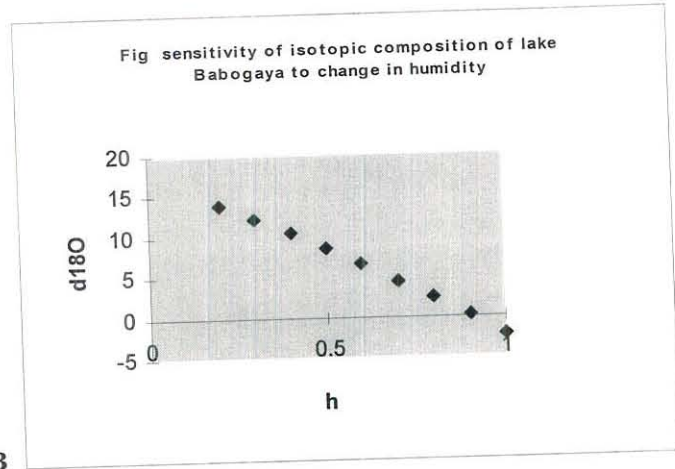 Fig sensitivity of isotopic composition of lake
Babogaya to change in humidity
20
15
10
5
0
-5
d18O
0
0.5
1
h
B